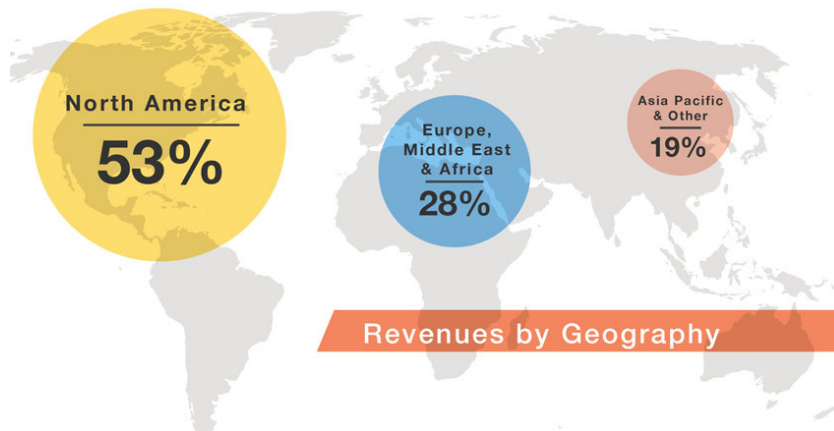 North America
53%
Europe,
Middle East
& Africa
28%
Asia Pacific
& Other
19%
Revenues by Geography